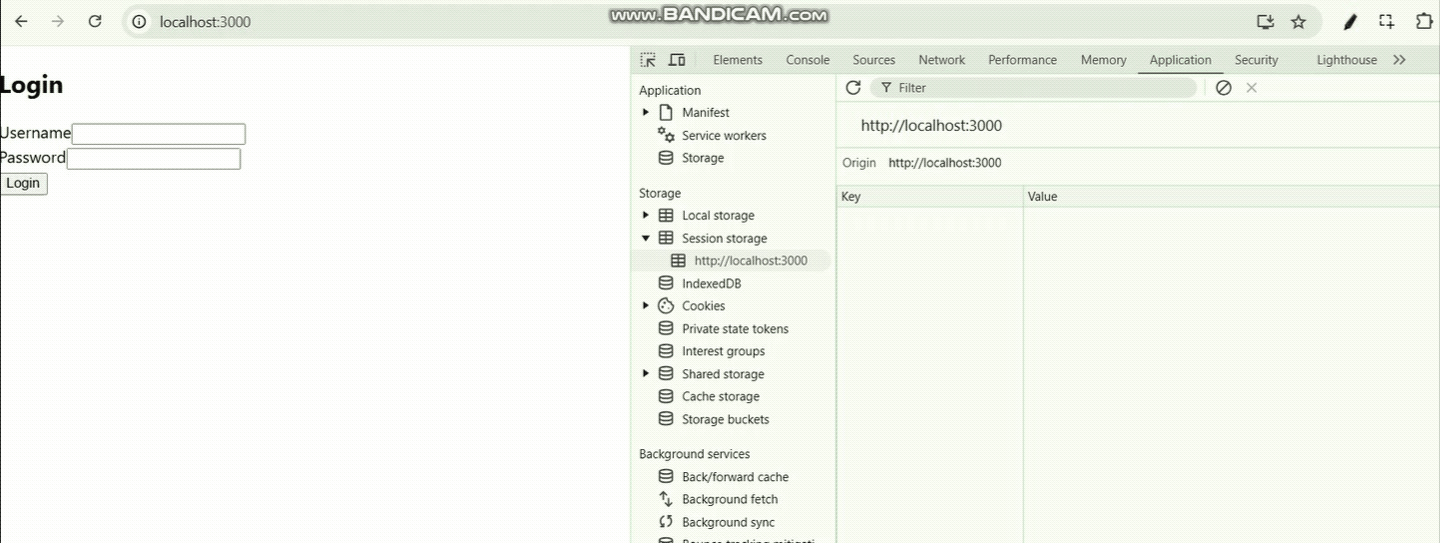 localhost:3000
www.BANDICAM.com
Login
Username
Password
Login
Elements Console Sources Network Performance Memory Application Security Lighthouse
Application
Manifest
Service workers
Storage
Storage
Local storage
Session storage
http://localhost:3000
IndexedDB
Cookies
Private state tokens
Interest groups
Shared storage
Cache storage
Storage buckets
Background services
Back/forward cache
Background fetch
Background sync
Filter
http://localhost:3000
Origin http://localhost:3000
Key Value